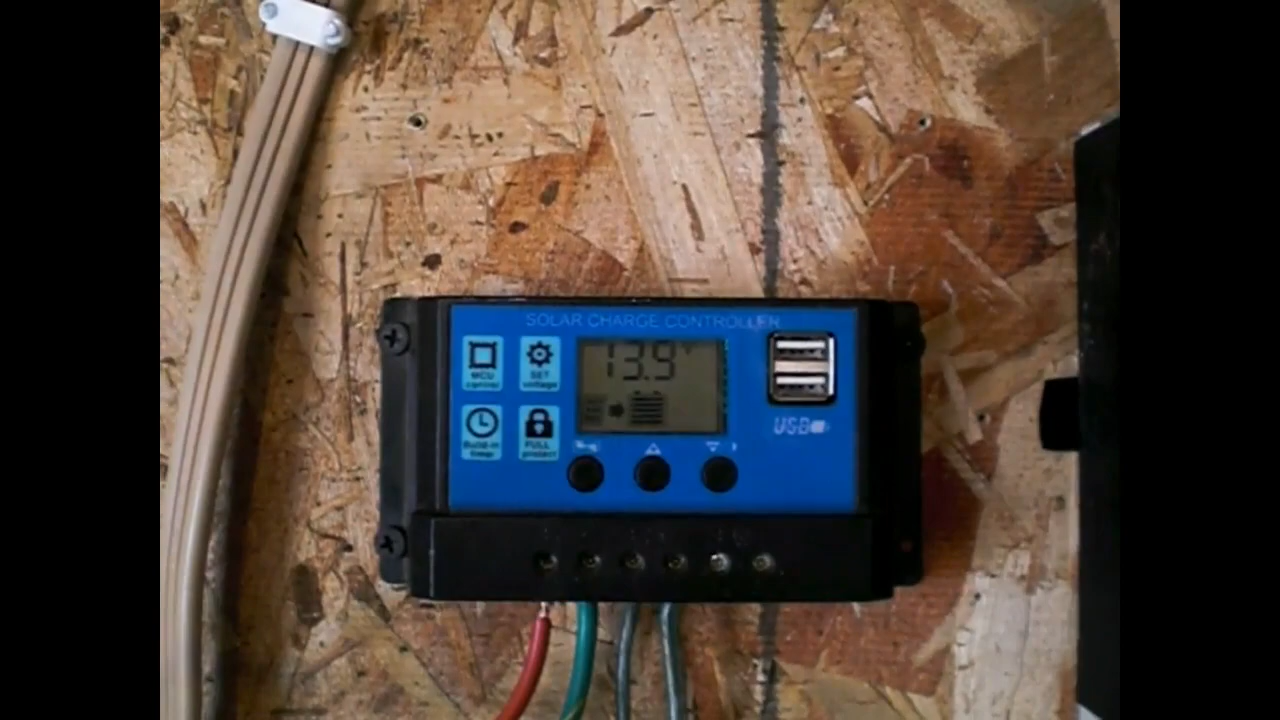 SOLAR CHARGE CONTROLLER
MCU
control
SET
voltage
13.9
Build-in
timer
FULL
protect
USB